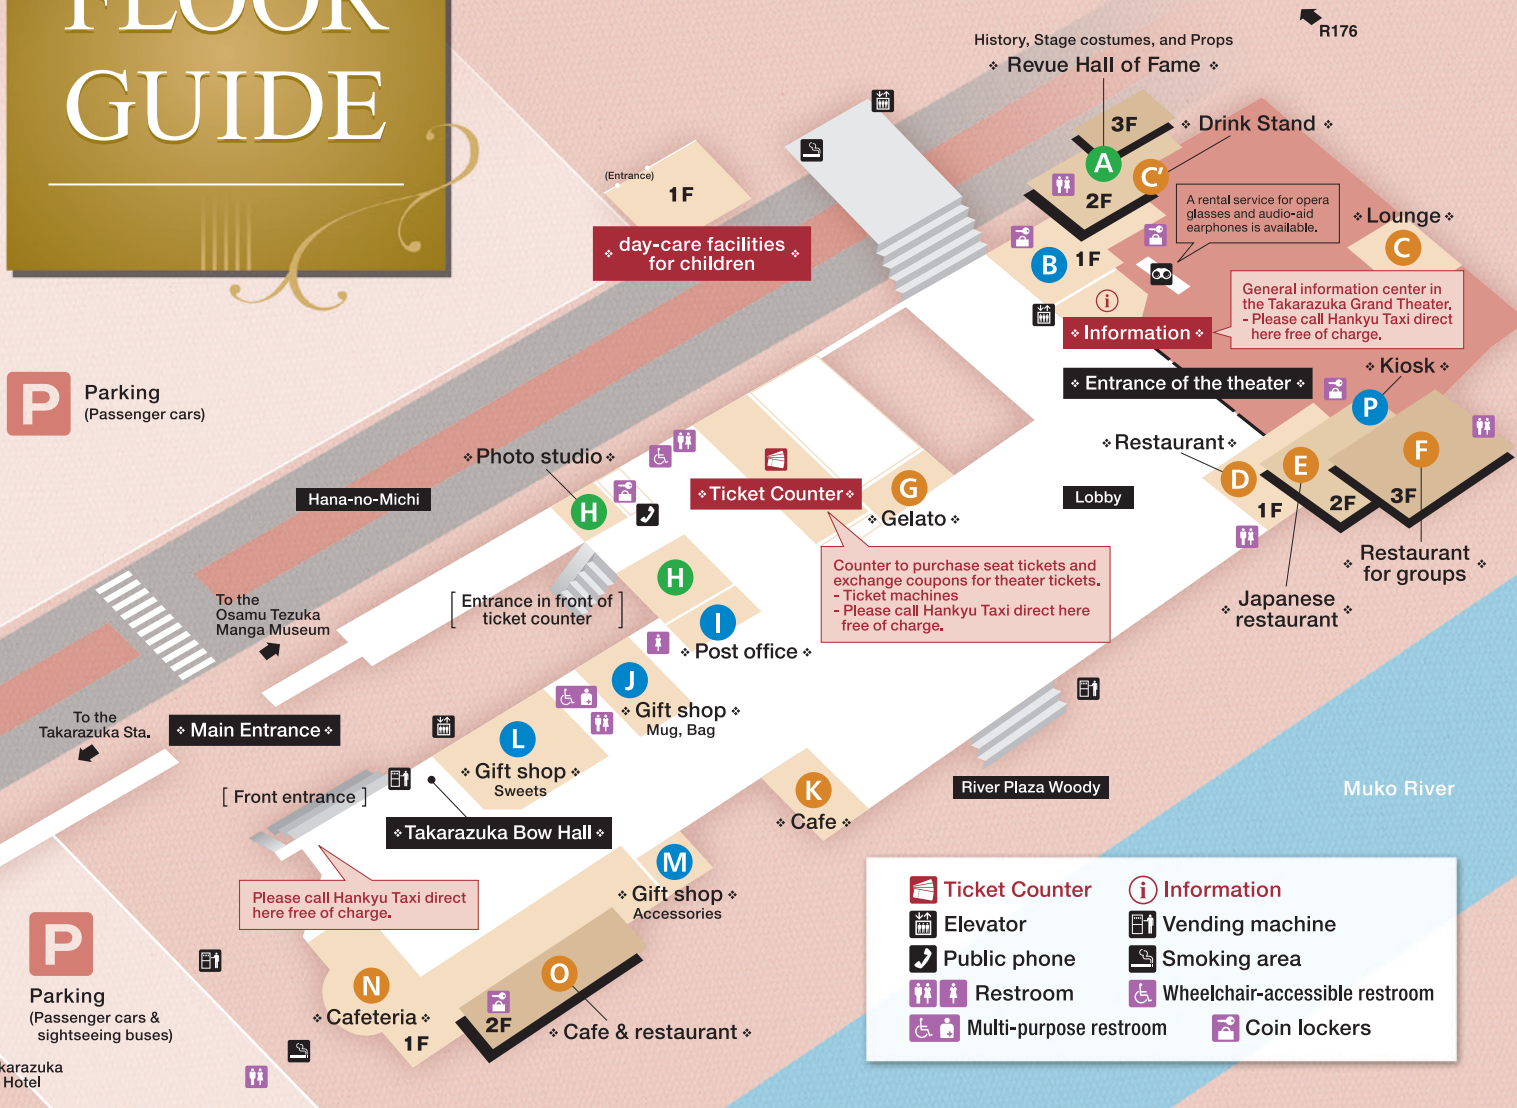 FLOOR
GUIDE
R176
History, Stage costumes, and Props
Revue Hall of Fame
3F
Drink Stand
A
C'
2F
(Entrance)
1F
A rental service for opera
glasses and audio-aid
earphones is available.
Lounge
C
day-care facilities
for children
B
1F
General information center in
the Takarazuka Grand Theater.
- Please call Hankyu Taxi direct
here free of charge.
i
Information
Entrance of the theater
Kiosk
P
P
Parking
(Passenger cars)
Photo studio
Restaurant
F
E
D
Hana-no-Michi
H
Ticket Counter
G
Gelato
Lobby
1F
2F
3F
Restaurant
for groups
Japanese
restaurant
Counter to purchase seat tickets and
exchange coupons for theater tickets.
- Ticket machines
- Please call Hankyu Taxi direct here
free of charge.
H
[ Entrance in front of ]
ticket counter
To the
Osamu Tezuka
Manga Museum
I
Post office
J
Gift shop
Mug, Bag
To the
Takarazuka Sta.
Main Entrance
L
Gift shop
Sweets
[ Front entrance ]
Takarazuka Bow Hall
K
Cafe
River Plaza Woody
Muko River
M
Gift shop
Accessories
Please call Hankyu Taxi direct
here free of charge.
P
Parking
(Passenger cars &
sightseeing buses)
N
Cafeteria
1F
O
2F
Cafe & restaurant
karazuka
Hotel
Ticket Counter
i Information
Elevator
Vending machine
Public phone
Smoking area
Restroom
Wheelchair-accessible restroom
Multi-purpose restroom
Coin lockers